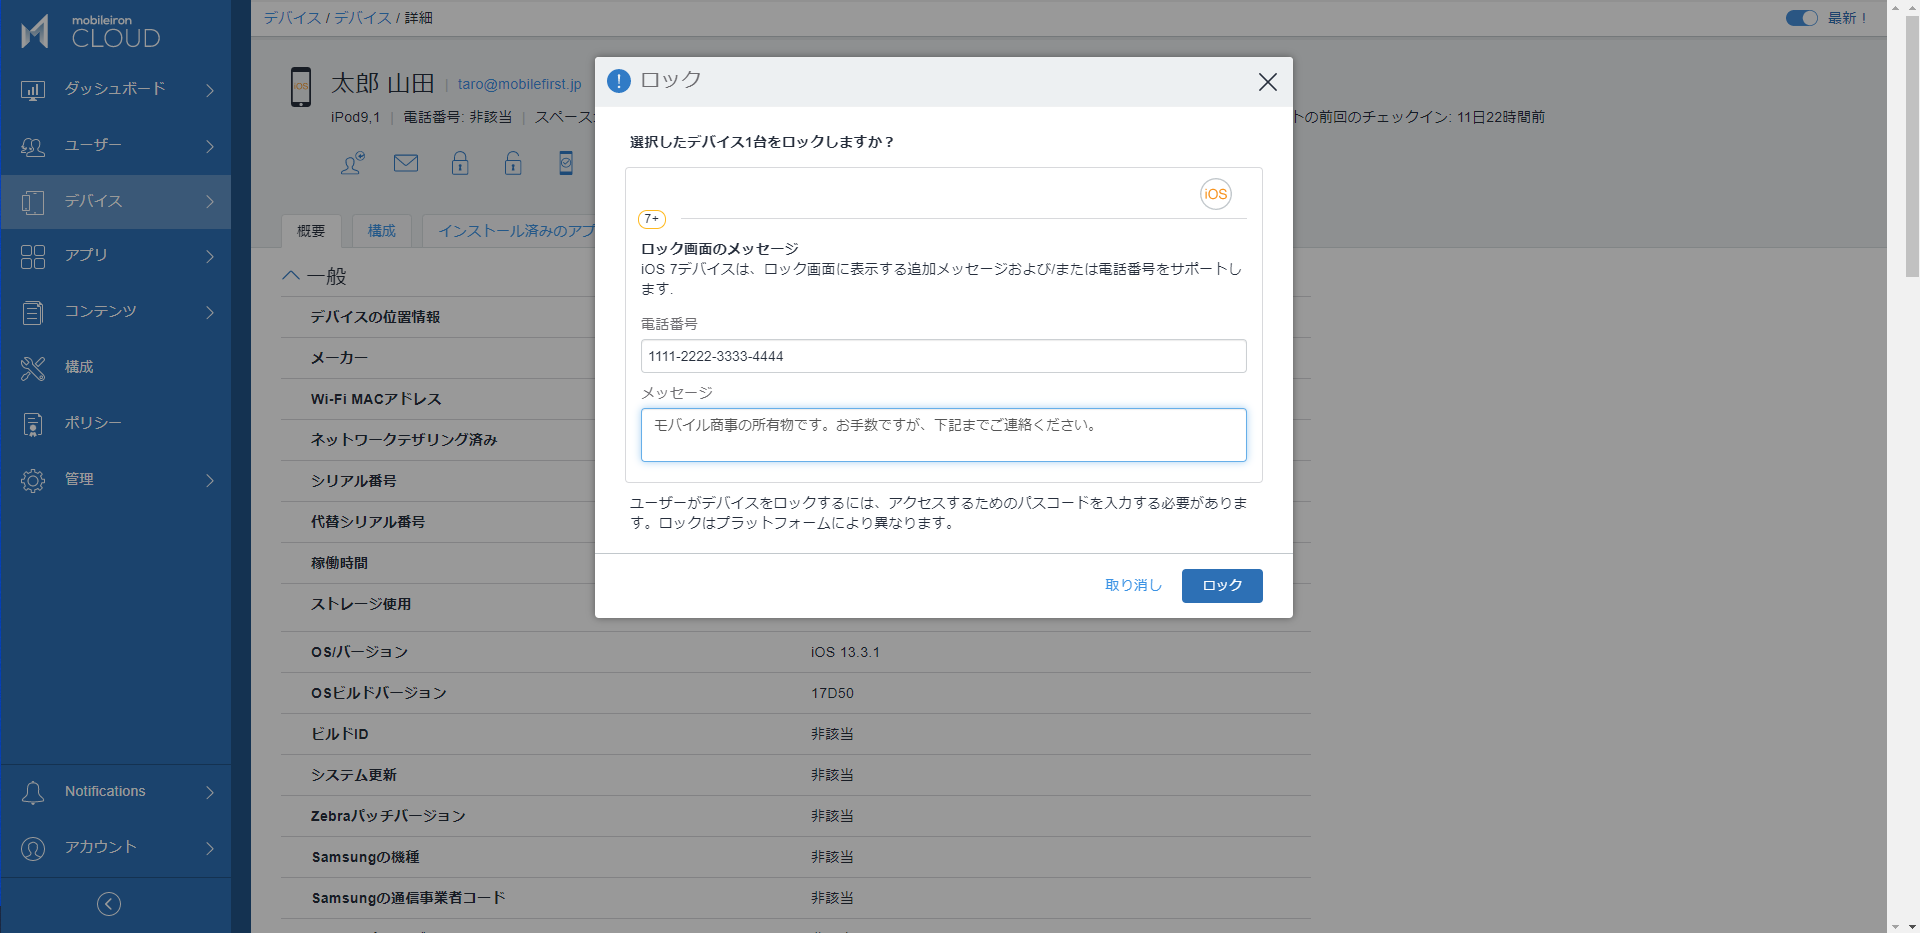 mobileiron
CLOUD
ダッシュボード
ユーザー
デバイス
アプリ
コンテンツ
構成
ポリシー
管理
Notifications
アカウント
デバイス / デバイス / 詳細
最新！
iOS
太郎 山田 | taro@mobilefirst.jp
iPod9,1 | 電話番号: 非該当 | スペース:
トの前回のチェックイン: 11日22時間前
概要
構成
インストール済みのアプ
一般
デバイスの位置情報
メーカー
Wi-Fi MACアドレス
ネットワークテザリング済み
シリアル番号
代替シリアル番号
稼働時間
ストレージ使用
OS/バージョン
iOS 13.3.1
OSビルドバージョン
17D50
ビルドID
非該当
システム更新
非該当
Zebraパッチバージョン
非該当
Samsungの機種
非該当
Samsungの通信事業者コード
非該当
! ロック
選択したデバイス1台をロックしますか？
iOS
7+
ロック画面のメッセージ
iOS 7デバイスは、ロック画面に表示する追加メッセージおよび/または電話番号をサポートし
ます.
電話番号
1111-2222-3333-4444
メッセージ
モバイル商事の所有物です。お手数ですが、下記までご連絡ください。
ユーザーがデバイスをロックするには、アクセスするためのパスコードを入力する必要がありま
す。ロックはプラットフォームにより異なります。
取り消し
ロック